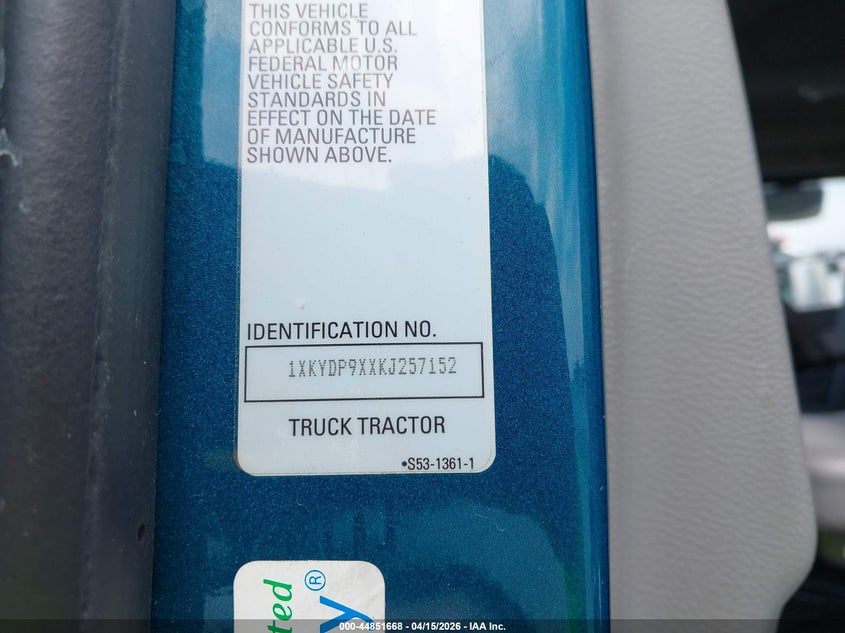 THIS VEHICLE
CONFORMS TO ALL
APPLICABLE U.S.
FEDERAL MOTOR
VEHICLE SAFETY
STANDARDS IN
EFFECT ON THE DATE
OF MANUFACTURE
SHOWN ABOVE.
IDENTIFICATION NO.
1XKYDP9XXKJ257152
TRUCK TRACTOR
•S53-1361-1
ted
y®
000-44851668 - 04/15/2026 - IAA Inc.